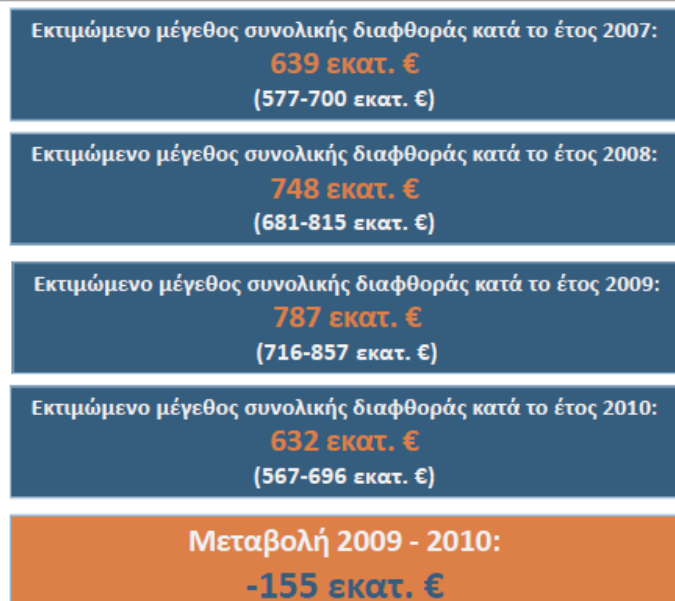 Εκτιμώμενο μέγεθος συνολικής διαφθοράς κατά το έτος 2007:
639 εκατ. €
(577-700 εκατ. €)
Εκτιμώμενο μέγεθος συνολικής διαφθοράς κατά το έτος 2008:
748 εκατ. €
(681-815 εκατ. €)
Εκτιμώμενο μέγεθος συνολικής διαφθοράς κατά το έτος 2009:
787 εκατ. €
(716-857 εκατ. €)
Εκτιμώμενο μέγεθος συνολικής διαφθοράς κατά το έτος 2010:
632 εκατ. €
(567-696 εκατ. €)
Μεταβολή 2009 - 2010:
-155 εκατ. €